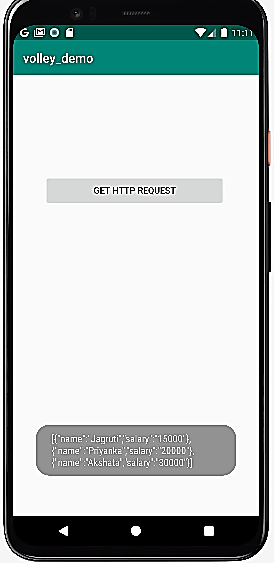 11:11
volley_demo
GET HTTP REQUEST
[{"name":"Jagruti","salary":"15000"},
{"name":"Priyanka","salary":"20000"},
{"name":"Akshata","salary":"30000"}]